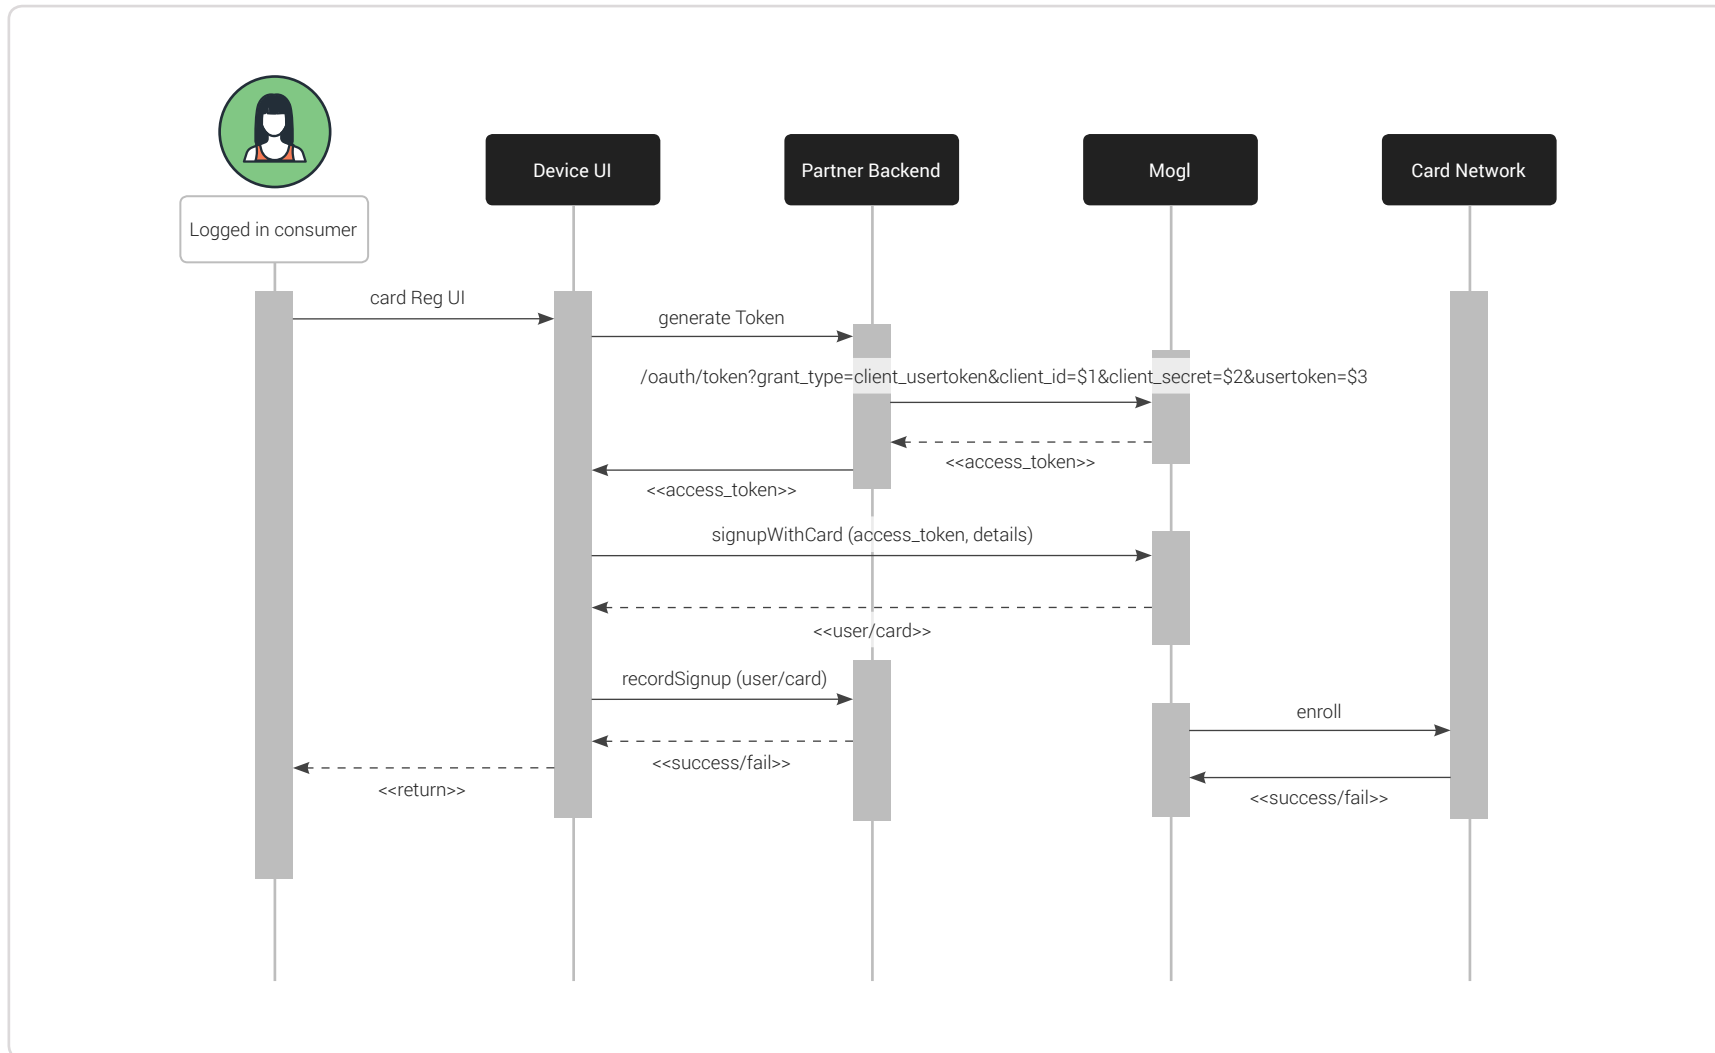 Device UI
Partner Backend
Mogl
Card Network
Logged in consumer
card Reg UI
generate Token
/oauth/token?grant_type=client_usertoken&client_id=$1&client_secret=$2&usertoken=$3
<<access_token>>
<<access_token>>
signupWithCard (access_token, details)
<<user/card>>
recordSignup (user/card)
enroll
<<success/fail>>
<<return>>
<<success/fail>>